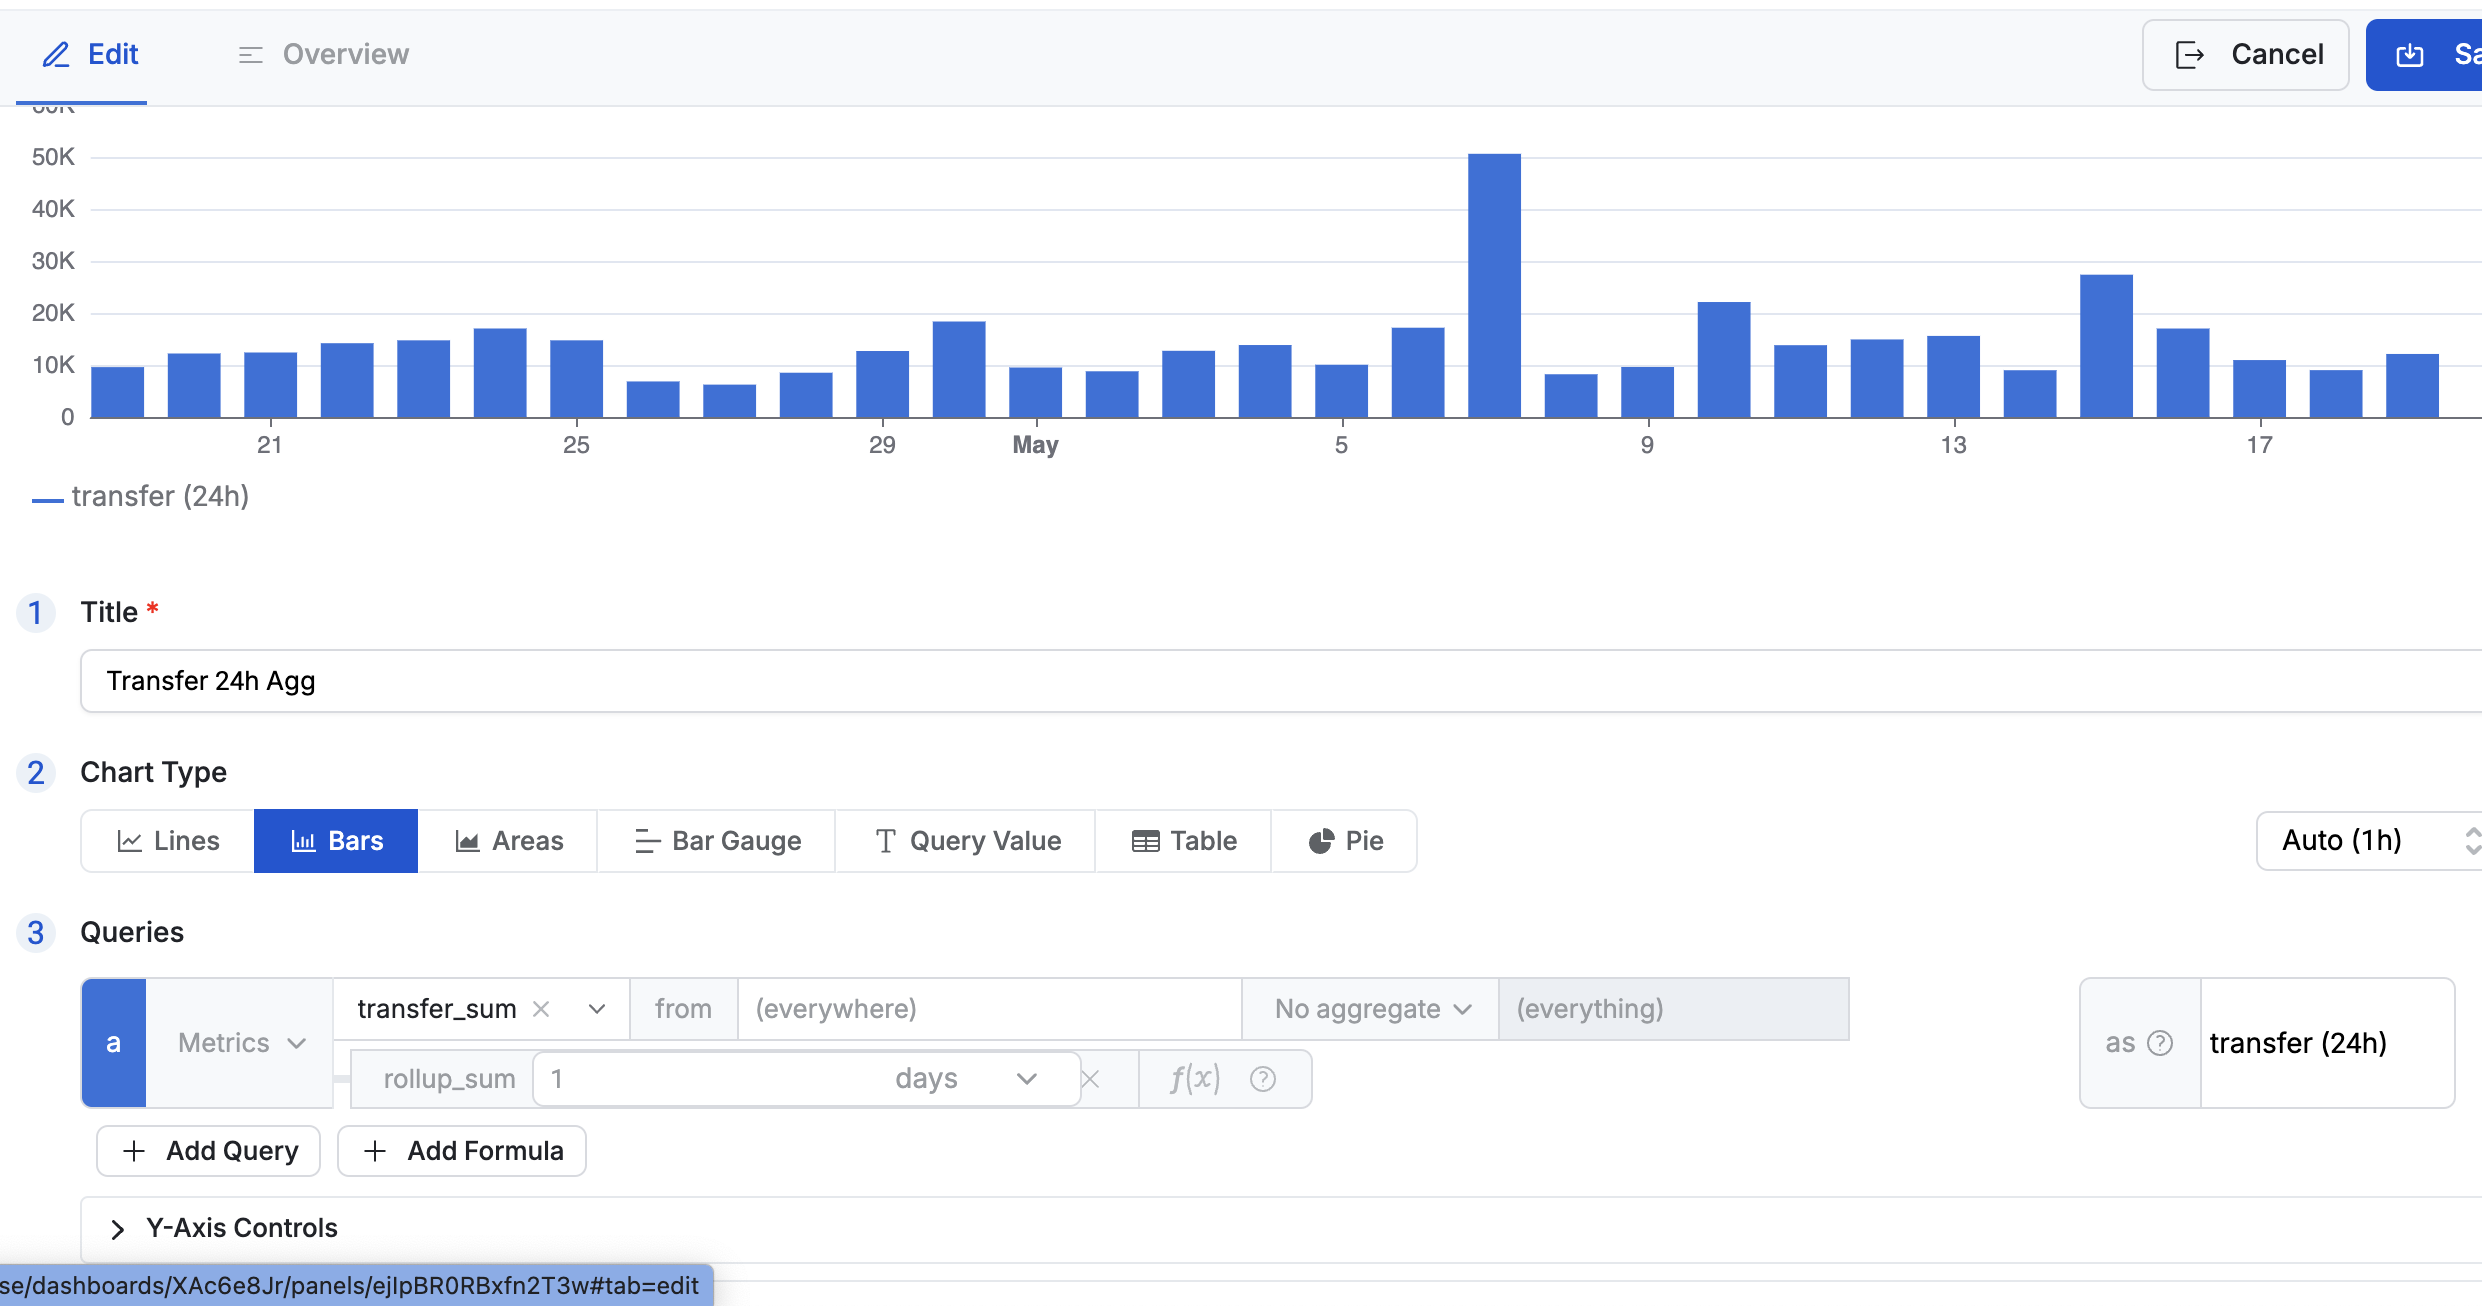 Edit
Overview
Cancel
60K
50K
40K
30K
20K
10K
0
21
25
29
May
5
9
13
17
transfer (24h)
1
Title *
Transfer 24h Agg
2
Chart Type
Lines
Bars
Areas
Bar Gauge
Query Value
Table
Pie
Auto (1h)
3
Queries
a
Metrics
transfer_sum
from
(everywhere)
No aggregate
(everything)
as
transfer (24h)
rollup_sum
1
days
f(x)
+ Add Query
+ Add Formula
Y-Axis Controls
se/dashboards/XAc6e8Jr/panels/ejIpBR0RBxfn2T3w#tab=edit